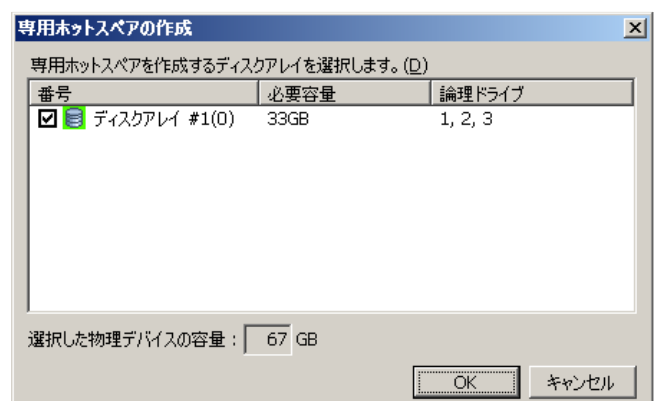 専用ホットスペアの作成
専用ホットスペアを作成するディスクアレイを選択します。(D)
番号 必要容量 論理ドライブ
ディスクアレイ #1(0) 33GB 1, 2, 3
選択した物理デバイスの容量： 67 GB
OK キャンセル